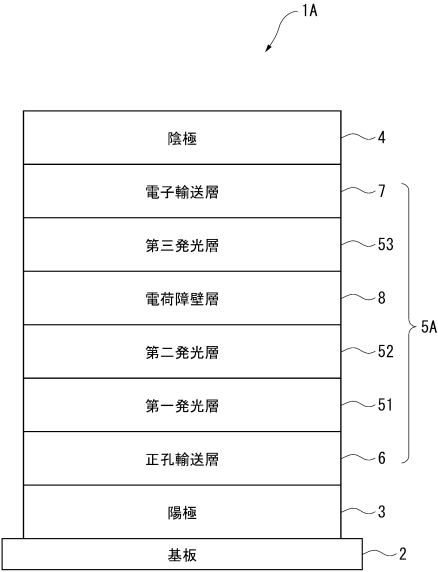 1A
陰極 4
電子輸送層 7
第三発光層 53
電荷障壁層 8
5A
第二発光層 52
第一発光層 51
正孔輸送層 6
陽極 3
基板 2